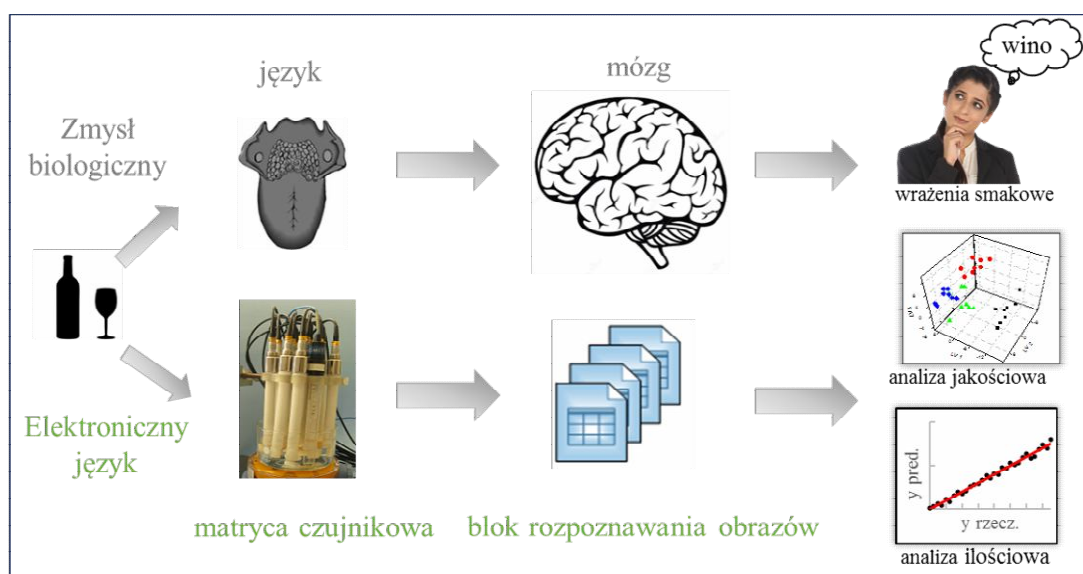 język
mózg
wino
Zmysł
biologiczny
wrażenia smakowe
Elektroniczny
język
matryca czujnikowa
blok rozpoznawania obrazów
analiza jakościowa
y pred.
y rzecz.
analiza ilościowa